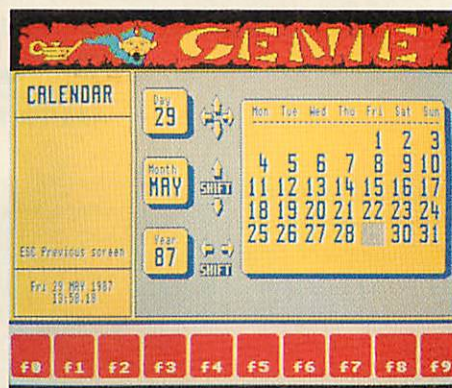 GENIE
CALENDAR
ESC Previous screen
Fri 29 MAY 1987
13:58.18
Day
29
Month
MAY
SHIFT
Year
87
SHIFT
Mon Tue Wed Thu Fri Sat Sun
1 2 3
4 5 6 7 8 9 10
11 12 13 14 15 16 17
18 19 20 21 22 23 24
25 26 27 28 30 31
f0 f1 f2 f3 f4 f5 f6 f7 f8 f9